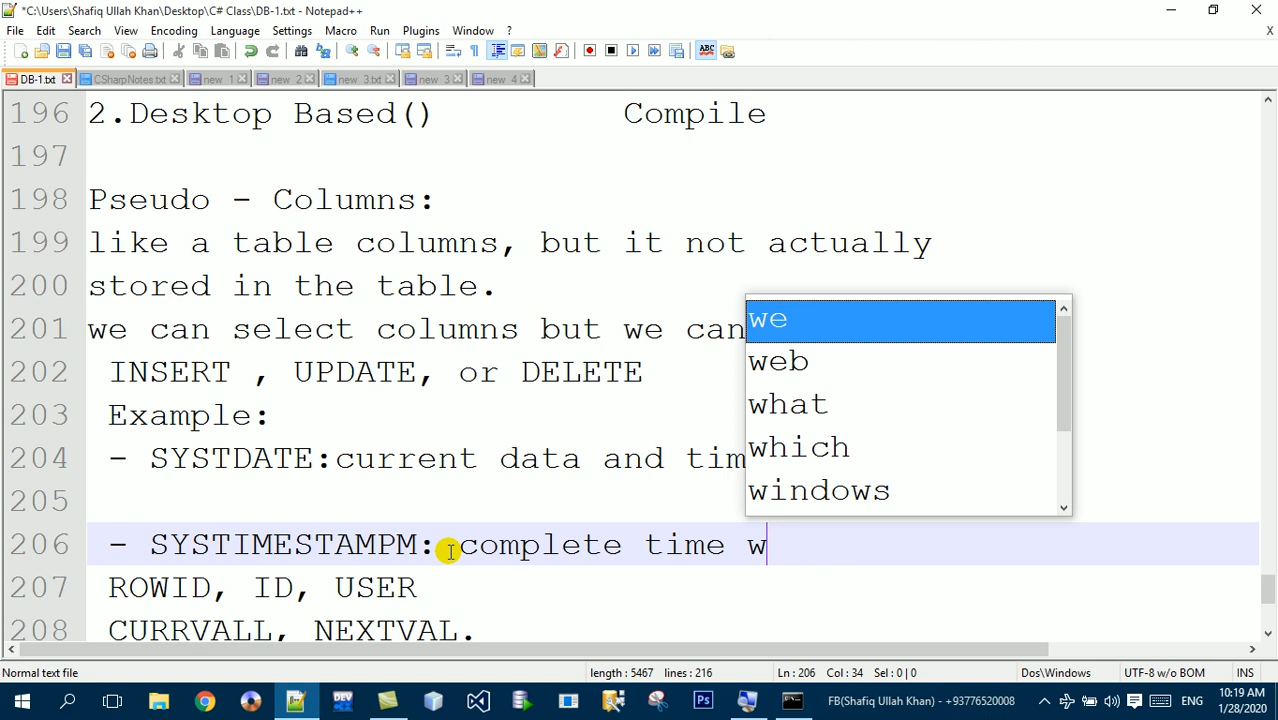 *C:\Users\Shafiq Ullah Khan\Desktop\C# Class\DB-1.txt - Notepad++
File Edit Search View Encoding Language Settings Macro Run Plugins Window ? X
ABC
DB-1.txt CSharpNotes.txt new 1 new 2 new 3.txt new 3 new 4
196 2.Desktop Based() Compile
197
198 Pseudo - Columns:
199 like a table columns, but it not actually
200 stored in the table.
201 we can select columns but we can
202 INSERT , UPDATE, or DELETE
203 Example:
204 - SYSTDATE:current data and tim
205
206 - SYSTIMESTAMPM: complete time w
207 ROWID, ID, USER
208 CURRVALL, NEXTVAL.
we
web
what
which
windows
Normal text file length : 5467 lines : 216 Ln : 206 Col : 34 Sel : 0 | 0 Dos\Windows UTF-8 w/o BOM INS
DEV Ps FB(Shafiq Ullah Khan) - +93776520008 ENG 10:19 AM
1/28/2020